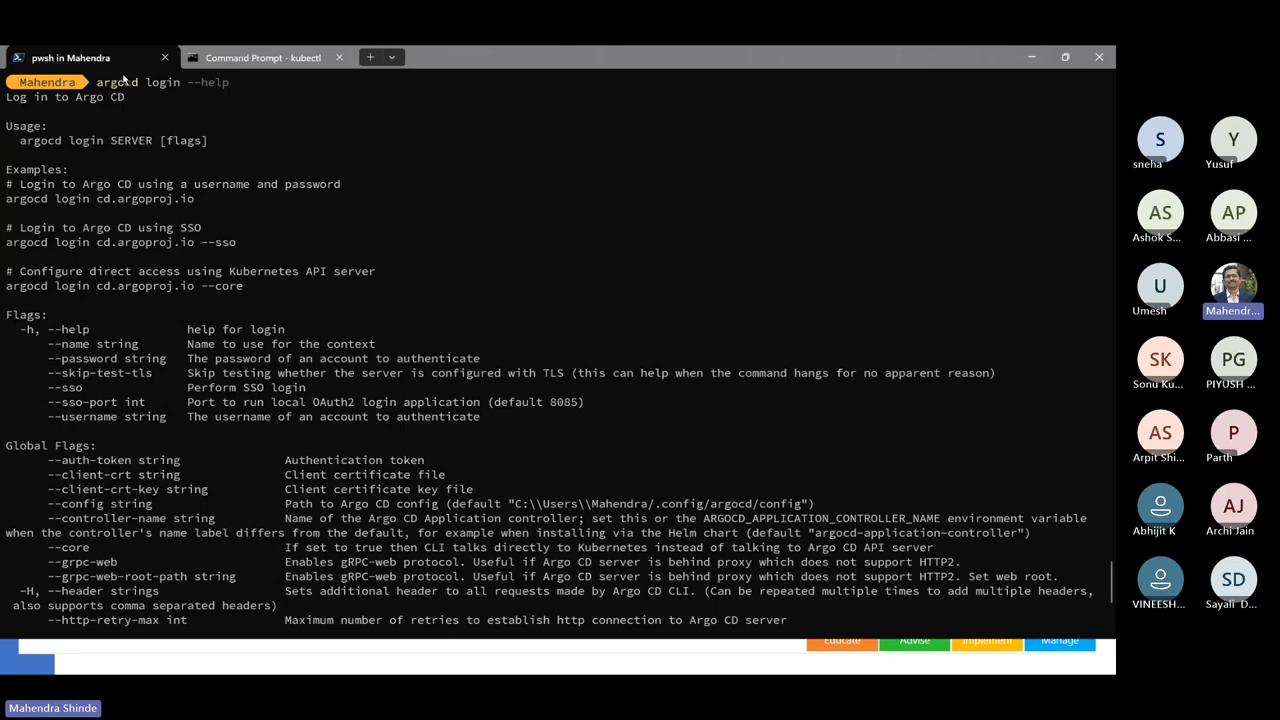 pwsh in Mahendra
Command Prompt - kubectl
Mahendra argocd login --help
Log in to Argo CD
Usage:
argocd login SERVER [flags]
Examples:
# Login to Argo CD using a username and password
argocd login cd.argoproj.io
# Login to Argo CD using SSO
argocd login cd.argoproj.io --sso
# Configure direct access using Kubernetes API server
argocd login cd.argoproj.io --core
Flags:
-h, --help help for login
--name string Name to use for the context
--password string The password of an account to authenticate
--skip-test-tls Skip testing whether the server is configured with TLS (this can help when the command hangs for no apparent reason)
--sso Perform SSO login
--sso-port int Port to run local OAuth2 login application (default 8085)
--username string The username of an account to authenticate
Global Flags:
--auth-token string Authentication token
--client-crt string Client certificate file
--client-crt-key string Client certificate key file
--config string Path to Argo CD config (default "C:\\Users\\Mahendra/.config/argocd/config")
--controller-name string Name of the Argo CD Application controller; set this or the ARGOCD_APPLICATION_CONTROLLER_NAME environment variable
when the controller's name label differs from the default, for example when installing via the Helm chart (default "argocd-application-controller")
--core If set to true then CLI talks directly to Kubernetes instead of talking to Argo CD API server
--grpc-web Enables gRPC-web protocol. Useful if Argo CD server is behind proxy which does not support HTTP2.
--grpc-web-root-path string Enables gRPC-web protocol. Useful if Argo CD server is behind proxy which does not support HTTP2. Set web root.
-H, --header strings Sets additional header to all requests made by Argo CD CLI. (Can be repeated multiple times to add multiple headers,
also supports comma separated headers)
--http-retry-max int Maximum number of retries to establish http connection to Argo CD server
Educate Advise Implement Manage
S Y
sneha Yusuf
AS AP
Ashok S... Abbasi ...
U
Umesh Mahendr...
SK PG
Sonu Ku... PIYUSH ...
AS P
Arpit Shi... Parth
AJ
Abhijit K Archi Jain
SD
VINEESH... Sayali D...
Mahendra Shinde